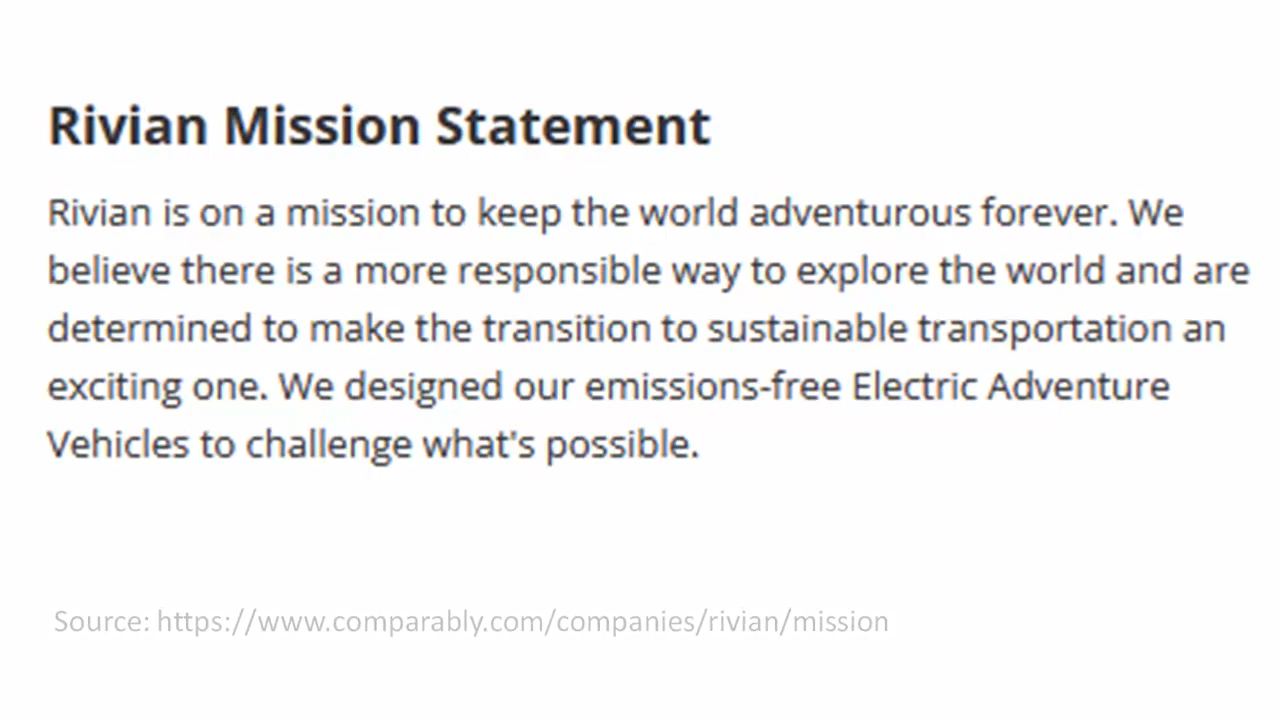 Rivian Mission Statement
Rivian is on a mission to keep the world adventurous forever. We
believe there is a more responsible way to explore the world and are
determined to make the transition to sustainable transportation an
exciting one. We designed our emissions-free Electric Adventure
Vehicles to challenge what's possible.
Source: https://www.comparably.com/companies/rivian/mission